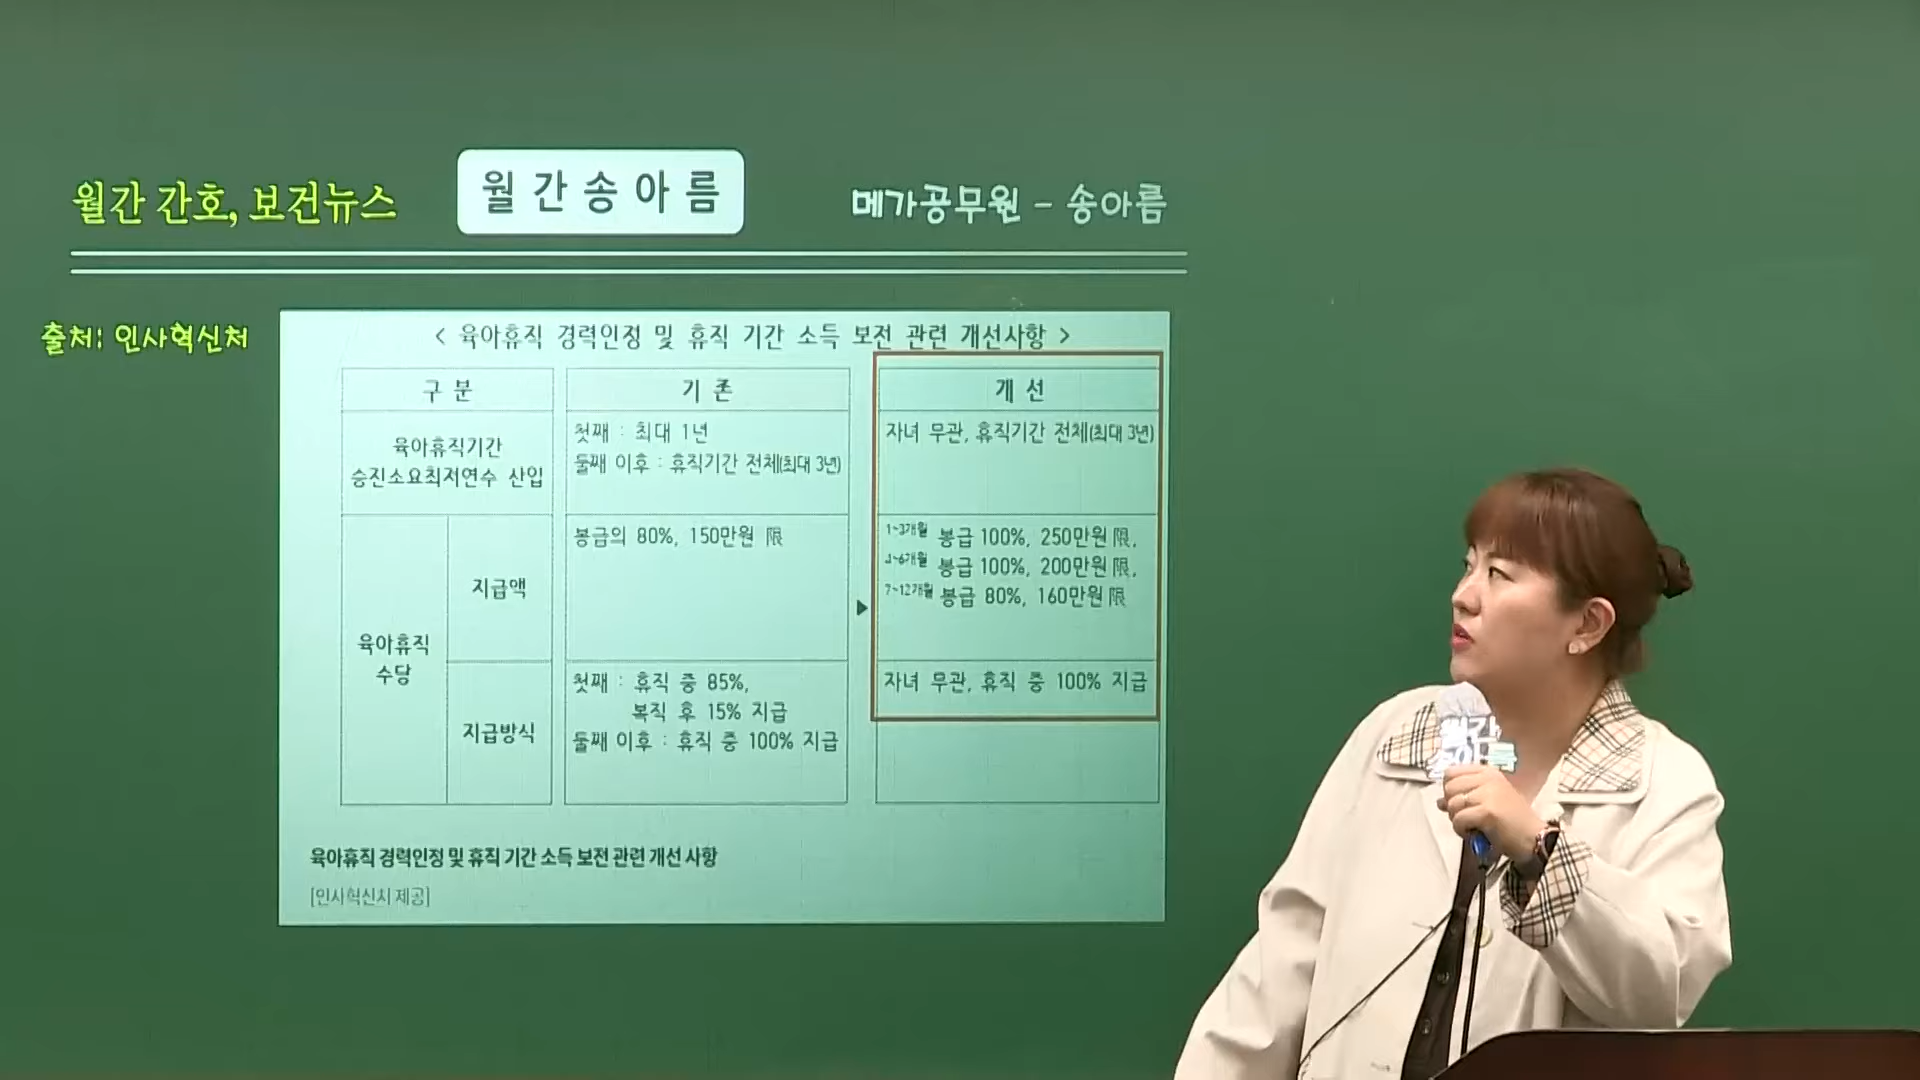 월간 간호, 보건뉴스
월간송아름
메가공무원 - 송아름
출처: 인사혁신처
< 육아휴직 경력인정 및 휴직 기간 소득 보전 관련 개선사항 >
구 분
기 존
개 선
육아휴직기간
승진소요최저연수 산입
첫째 : 최대 1년
둘째 이후 : 휴직기간 전체(최대 3년)
자녀 무관, 휴직기간 전체(최대 3년)
육아휴직
수당
지급액
봉급의 80%, 150만원 限
▶
1~3개월 봉급 100%, 250만원 限,
4~6개월 봉급 100%, 200만원 限,
7~12개월 봉급 80%, 160만원 限
지급방식
첫째 : 휴직 중 85%,
복직 후 15% 지급
둘째 이후 : 휴직 중 100% 지급
자녀 무관, 휴직 중 100% 지급
육아휴직 경력인정 및 휴직 기간 소득 보전 관련 개선 사항
[인사혁신처 제공]
월간
송아름